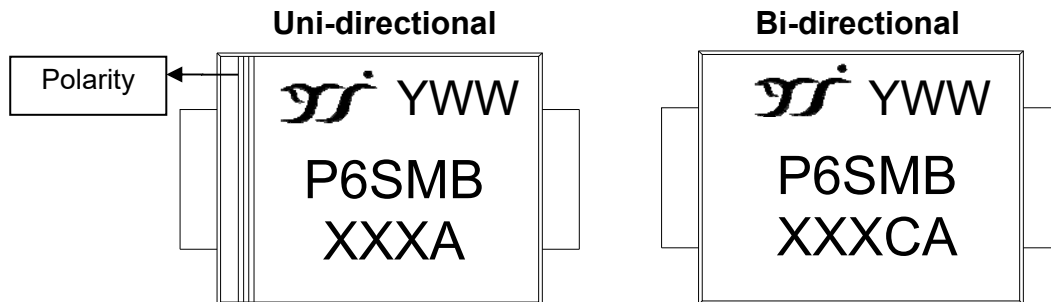 Uni-directional
Bi-directional
Polarity
YWW
P6SMB
XXXA
YWW
P6SMB
XXXCA